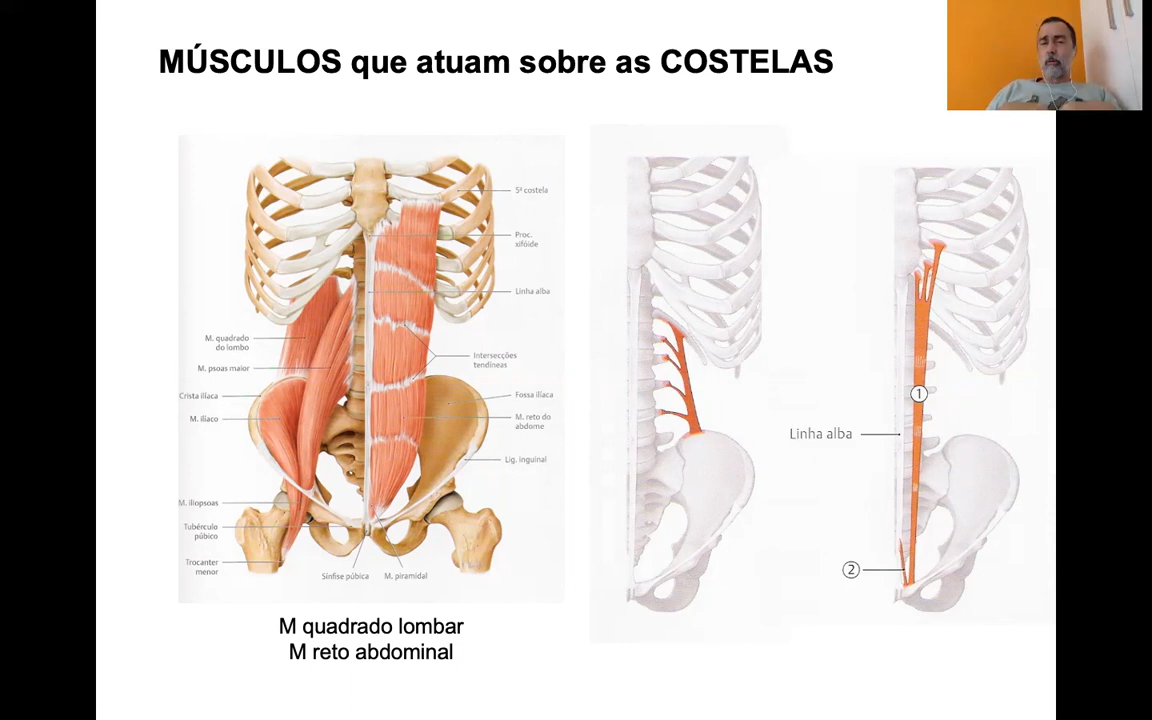 MÚSCULOS que atuam sobre as COSTELAS
5ª costela
Proc.
xifóide
Linha alba
M. quadrado
do lombo
Intersecções
tendíneas
M. psoas maior
Crista ilíaca
Fossa ilíaca
M. ilíaco
M. reto do
abdome
Lig. inguinal
M. iliopsoas
Tubérculo
púbico
Trocanter
menor
Sínfise púbica
M. piramidal
1
Linha alba
2
M quadrado lombar
M reto abdominal